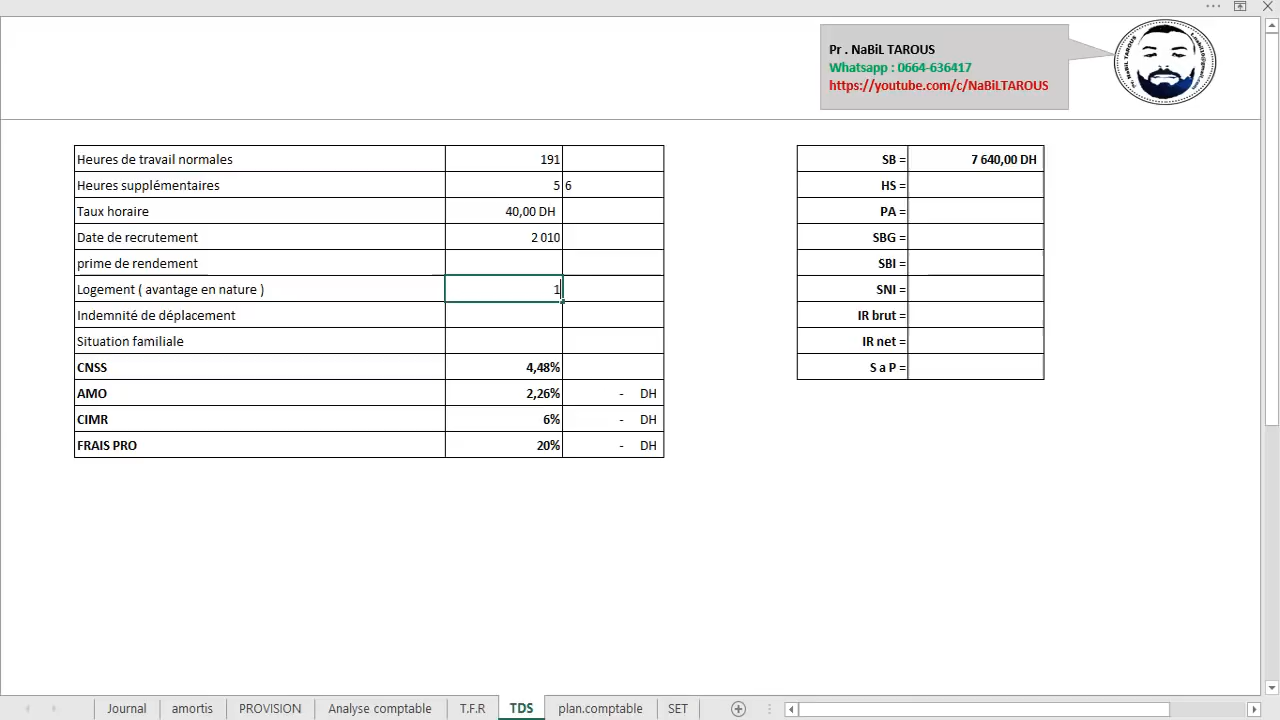 Pr . NaBiL TAROUS
Whatsapp : 0664-636417
https://youtube.com/c/NaBiLTAROUS
Heures de travail normales 191
Heures supplémentaires 5 6
Taux horaire 40,00 DH
Date de recrutement 2 010
prime de rendement
Logement ( avantage en nature ) 1
Indemnité de déplacement
Situation familiale
CNSS 4,48%
AMO 2,26% - DH
CIMR 6% - DH
FRAIS PRO 20% - DH
SB = 7 640,00 DH
HS =
PA =
SBG =
SBI =
SNI =
IR brut =
IR net =
S a P =
Journal amortis PROVISION Analyse comptable T.F.R TDS plan.comptable SET